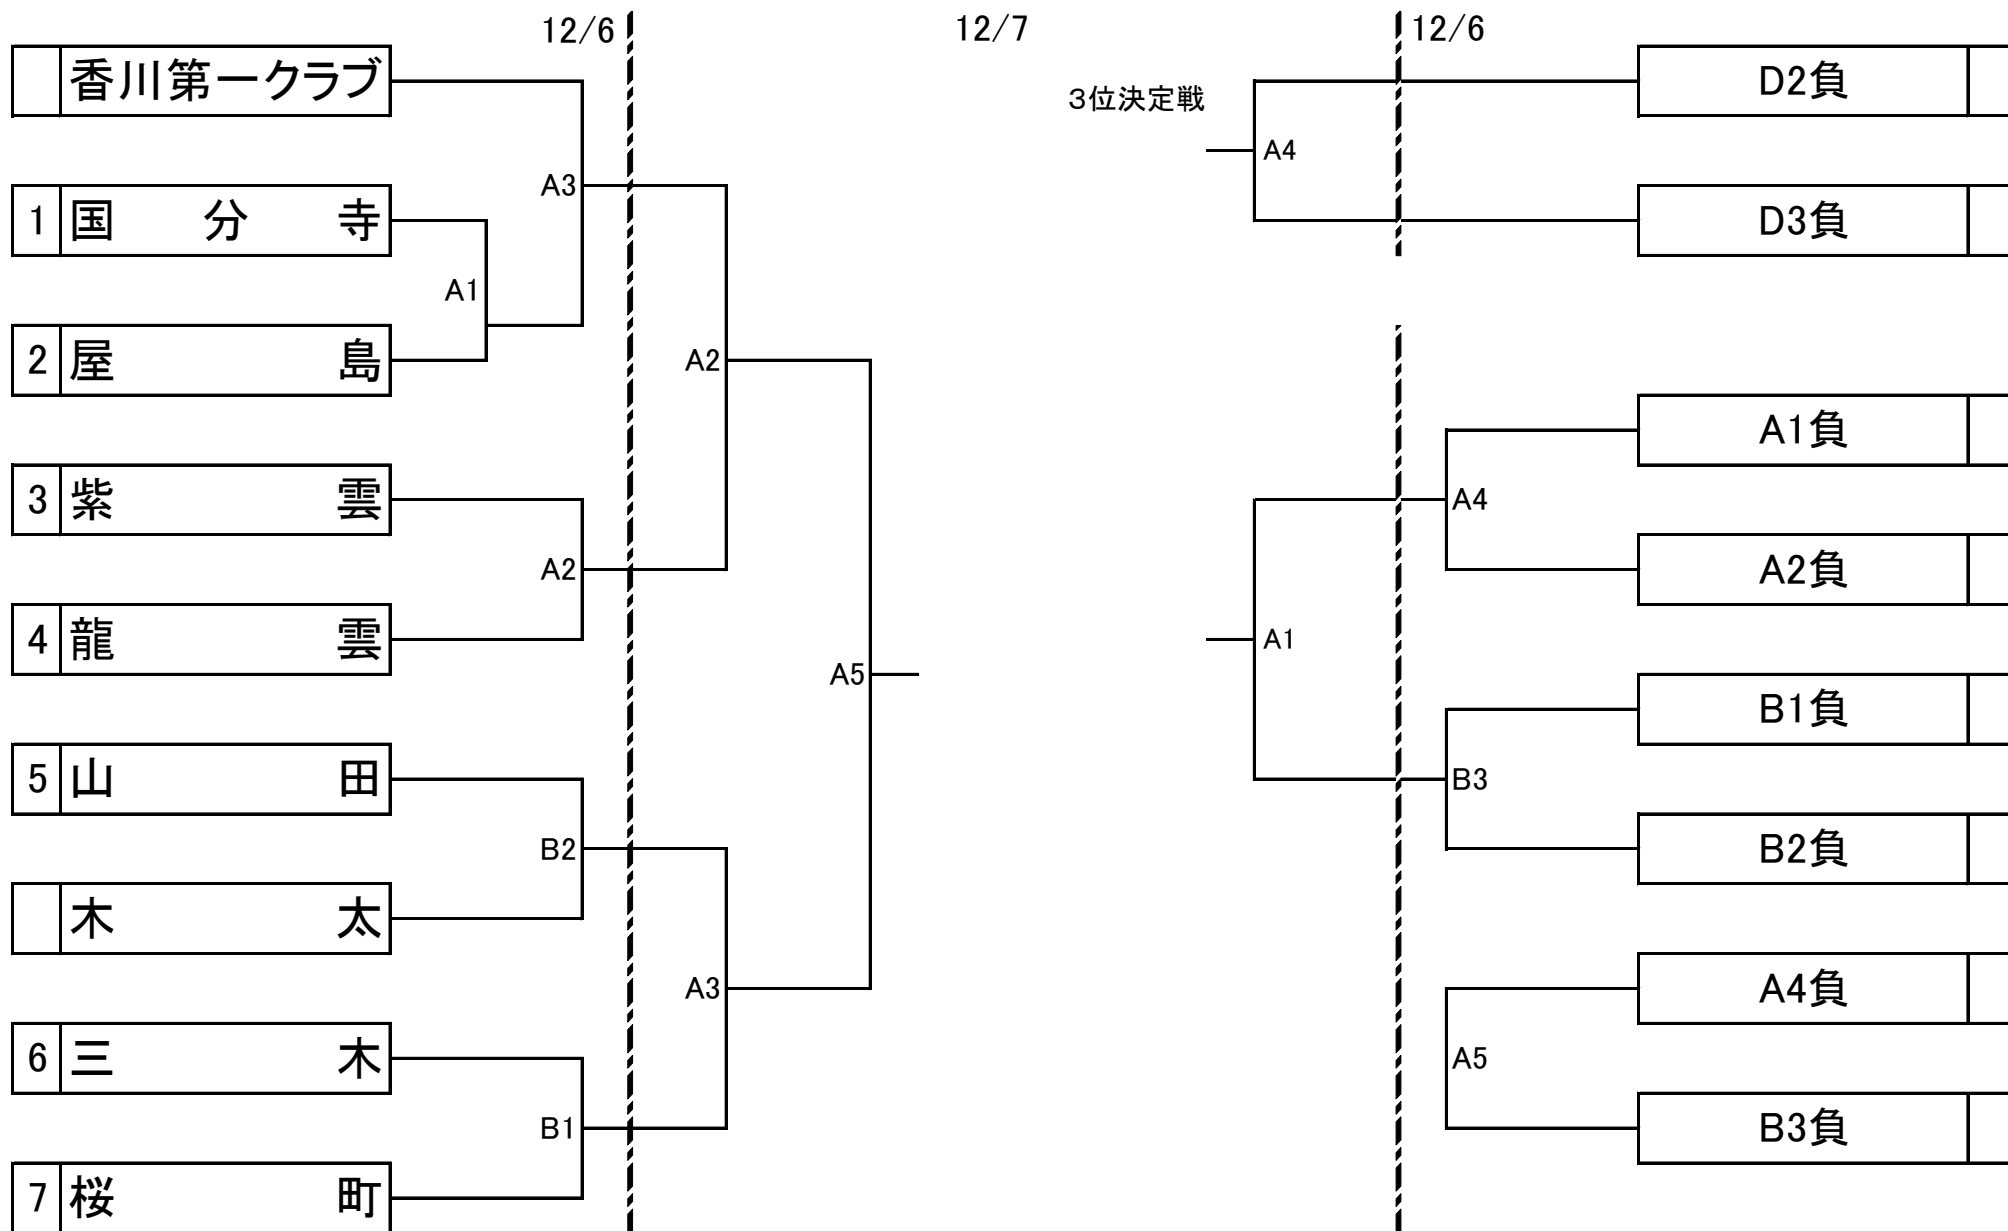 12/6
12/7
12/6
香川第一クラブ
D2負
3位決定戦
A4
A3
1 国分寺
D3負
A1
2 屋島
A2
A1負
3 紫雲
A4
A2
A2負
4 龍雲
A1
A5
B1負
5 山田
B3
B2
B2負
木太
A3
A4負
6 三木
A5
B1
B3負
7 桜町